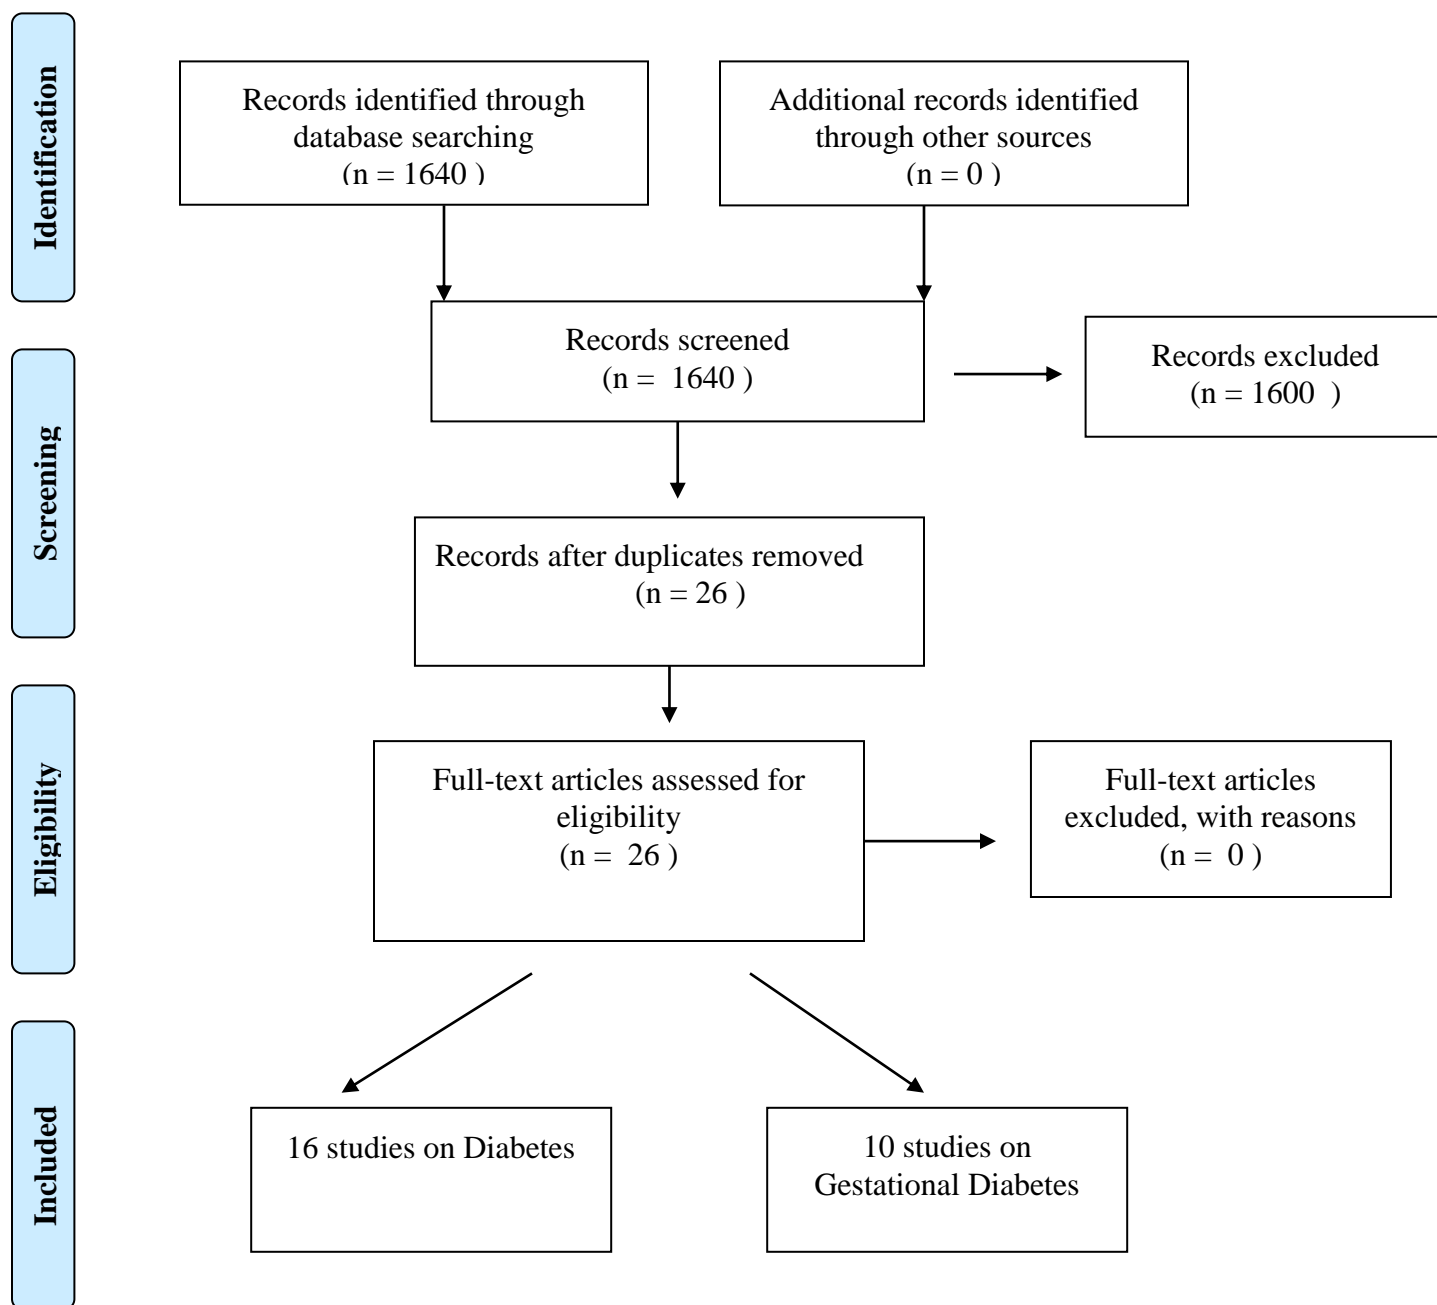 Identification
Records identified through
database searching
(n = 1640 )
Additional records identified
through other sources
(n = 0 )
Screening
Records screened
(n =  1640 )
Records excluded
(n = 1600  )
Records after duplicates removed
(n = 26 )
Eligibility
Full-text articles assessed for
eligibility
(n =  26 )
Full-text articles
excluded, with reasons
(n =  0 )
Included
16 studies on Diabetes
10 studies on
Gestational Diabetes